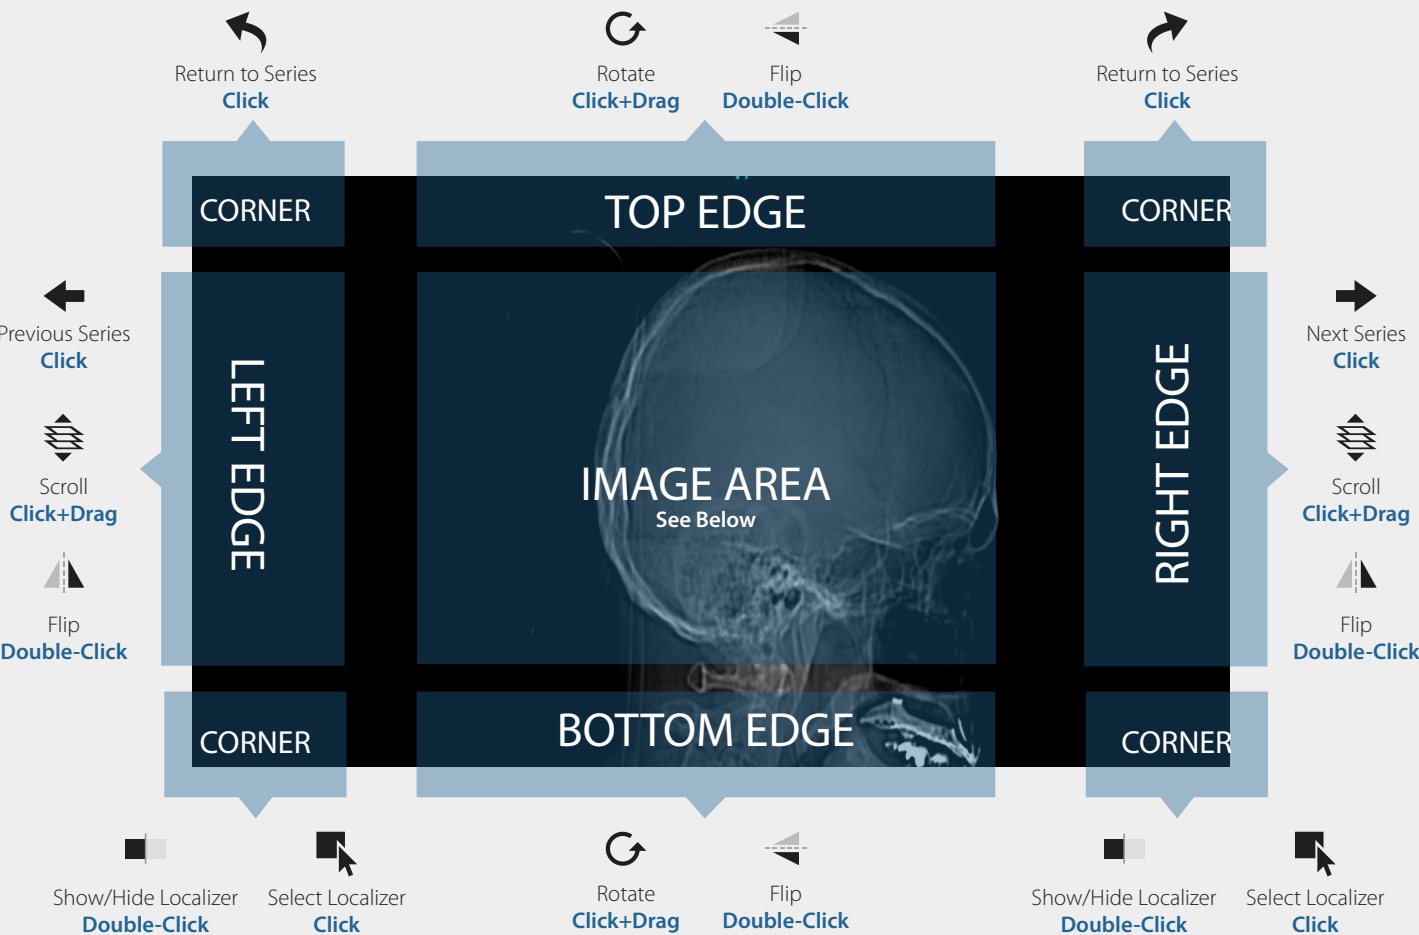 Return to Series
Click
Rotate
Click+Drag
Flip
Double-Click
Return to Series
Click
CORNER
TOP EDGE
CORNER
Previous Series
Click
Scroll
Click+Drag
Flip
Double-Click
LEFT EDGE
IMAGE AREA
See Below
RIGHT EDGE
Next Series
Click
Scroll
Click+Drag
Flip
Double-Click
CORNER
BOTTOM EDGE
CORNER
Show/Hide Localizer
Double-Click
Select Localizer
Click
Rotate
Click+Drag
Flip
Double-Click
Show/Hide Localizer
Double-Click
Select Localizer
Click